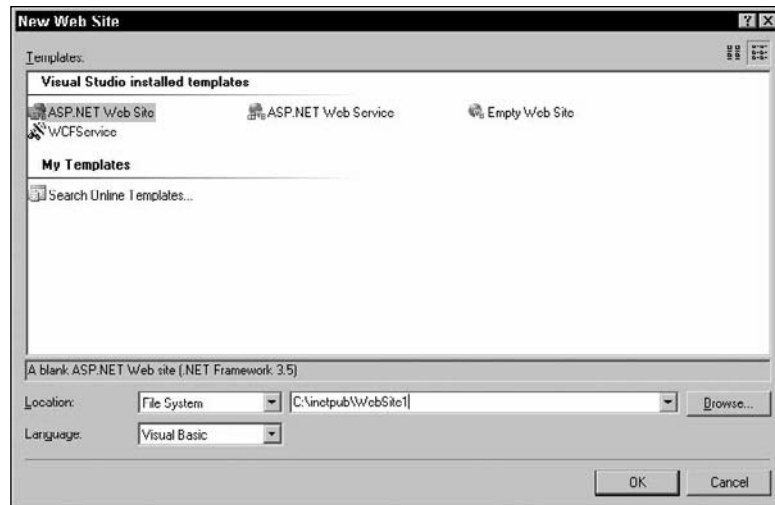 New Web Site
Templates:
Visual Studio installed templates
ASP.NET Web Site ASP.NET Web Service Empty Web Site
WCFService
My Templates
Search Online Templates...
A blank ASP.NET Web site (.NET Framework 3.5)
Location: File System C:\inetpub\WebSite1 Browse...
Language: Visual Basic
OK Cancel